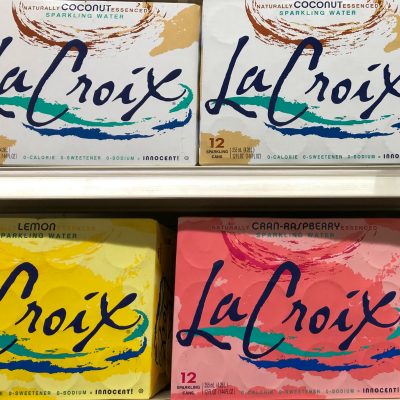 NATURALLY COCONUT ESSENCED
SPARKLING WATER
LaCroix
0-CALORIE 0-SWEETENER 0-SODIUM = INNOCENT!
NATURALLY COCONUT ESSENCED
SPARKLING WATER
LaCroix
12
SPARKLING
CANS
0-CALORIE 0-SWEETENER 0-SODIUM = INNOCENT!
LEMON
SPARKLING WATER
Croix
0-CALORIE 0-SWEETENER 0-SODIUM = INNOCENT!
NATURALLY CRAN-RASPBERRY ESSENCED
SPARKLING WATER
LaCroix
12
SPARKLING
CANS
0-CALORIE 0-SWEETENER 0-SODIUM = INNOCENT!